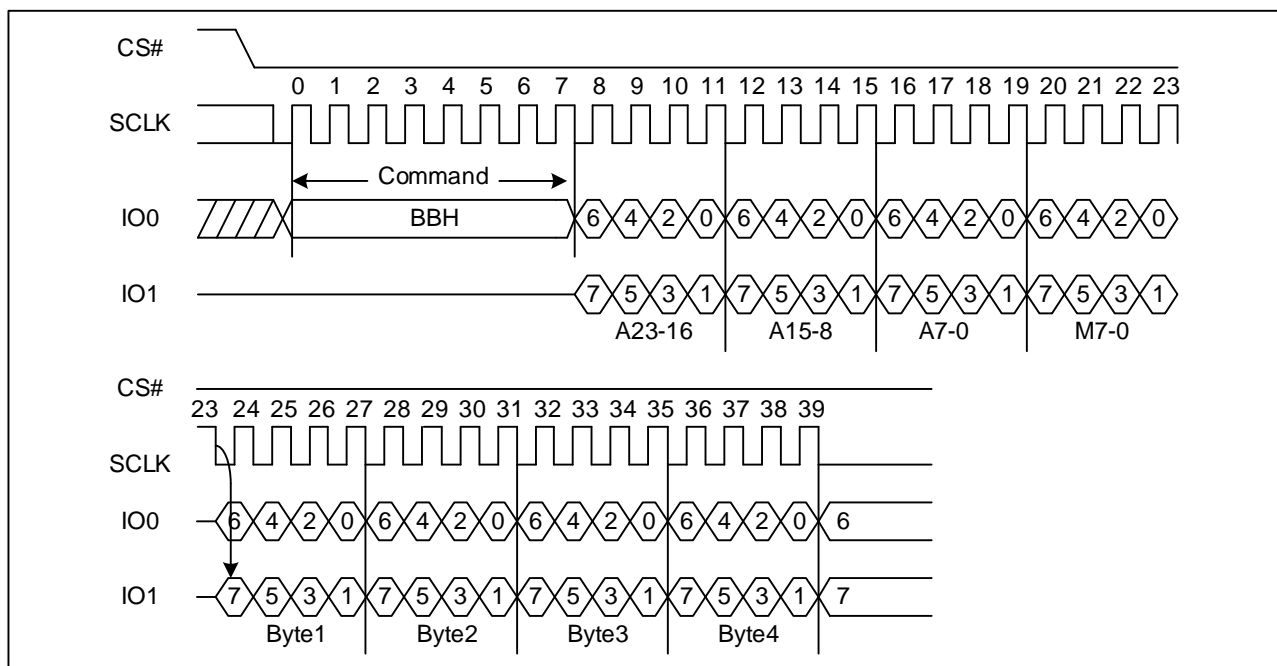 CS#
0 1 2 3 4 5 6 7 8 9 10 11 12 13 14 15 16 17 18 19 20 21 22 23
SCLK
Command
IO0 BBH 6 4 2 0 6 4 2 0 6 4 2 0 6 4 2 0
IO1 7 5 3 1 7 5 3 1 7 5 3 1 7 5 3 1
A23-16 A15-8 A7-0 M7-0
CS#
23 24 25 26 27 28 29 30 31 32 33 34 35 36 37 38 39
SCLK
IO0 6 4 2 0 6 4 2 0 6 4 2 0 6 4 2 0 6
IO1 7 5 3 1 7 5 3 1 7 5 3 1 7 5 3 1 7
Byte1 Byte2 Byte3 Byte4